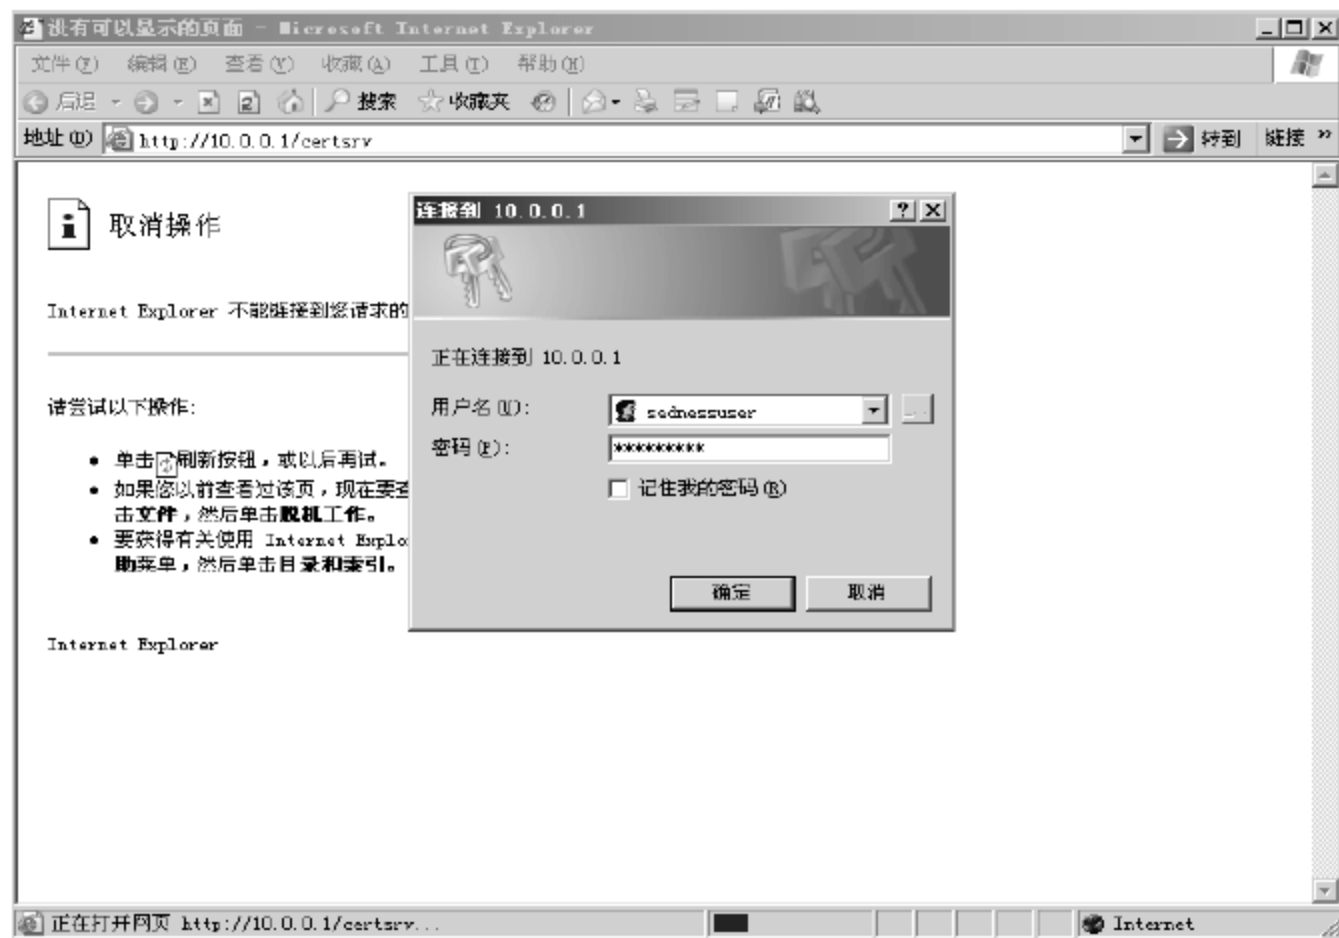 没有可以显示的页面 - Microsoft Internet Explorer
文件(F) 编辑(E) 查看(V) 收藏(A) 工具(T) 帮助(H)
后退 搜索 收藏夹
地址(D) http://10.0.0.1/certsrv 转到 链接 »
取消操作
Internet Explorer 不能链接到您请求的
请尝试以下操作:
• 单击刷新按钮，或以后再试。
• 如果您以前查看过该页，现在要查
击文件，然后单击脱机工作。
• 要获得有关使用 Internet Explo
助菜单，然后单击目录和索引。
Internet Explorer
连接到 10.0.0.1
正在连接到 10.0.0.1
用户名(U): sadnessuser
密码(P): *********
记住我的密码(R)
确定 取消
正在打开网页 http://10.0.0.1/certsrv... Internet